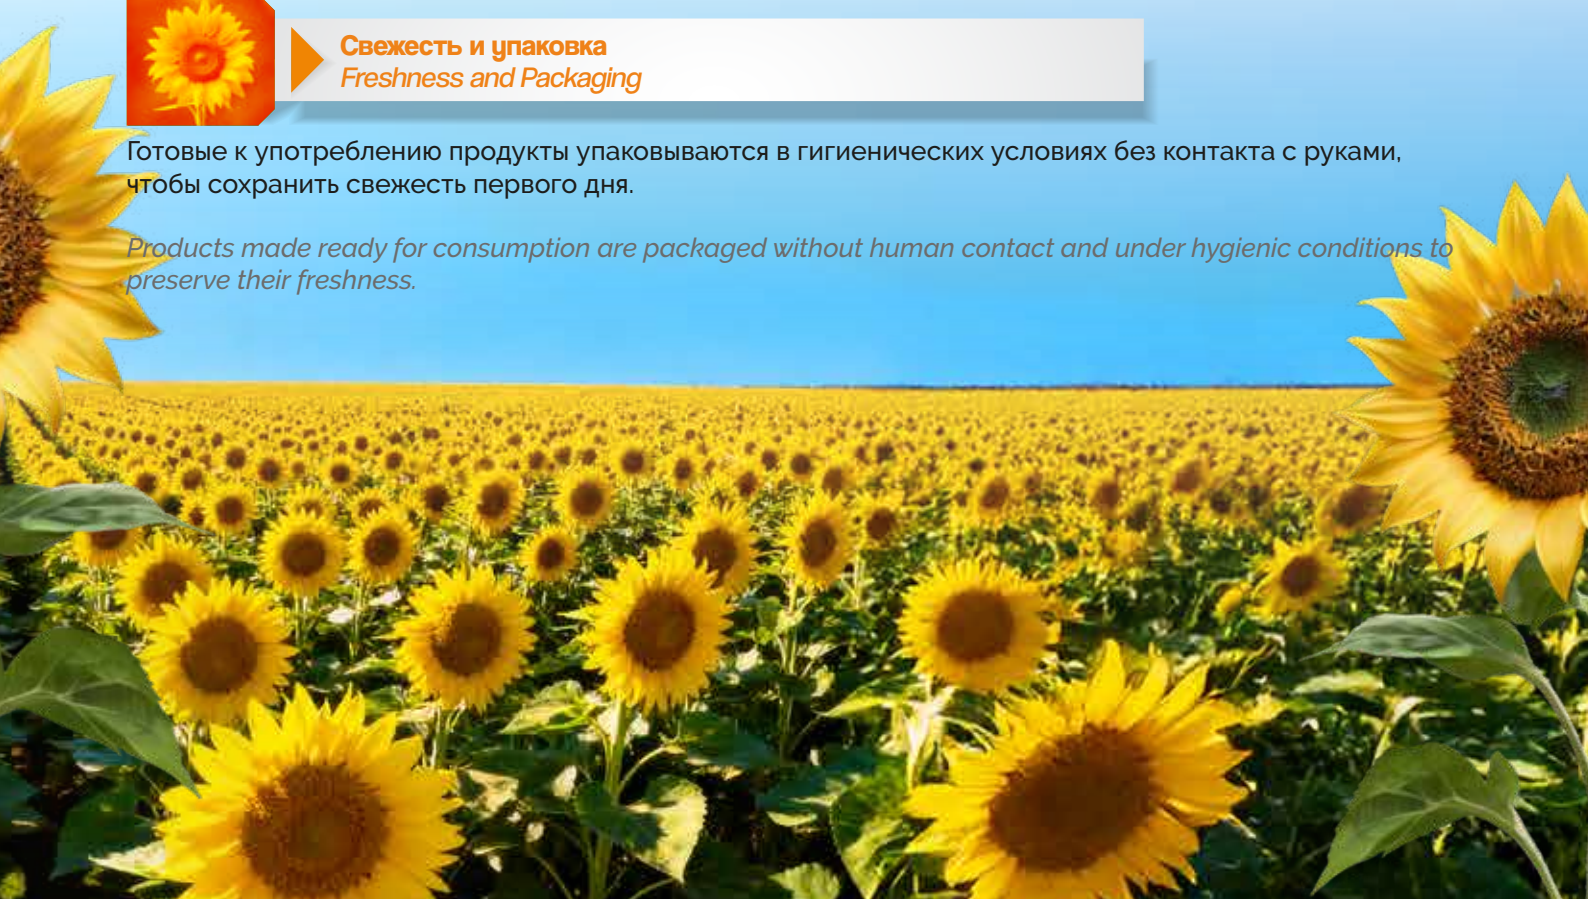 Свежесть и упаковка
Freshness and Packaging
Готовые к употреблению продукты упаковываются в гигиенических условиях без контакта с руками,
чтобы сохранить свежесть первого дня.
Products made ready for consumption are packaged without human contact and under hygienic conditions to
preserve their freshness.